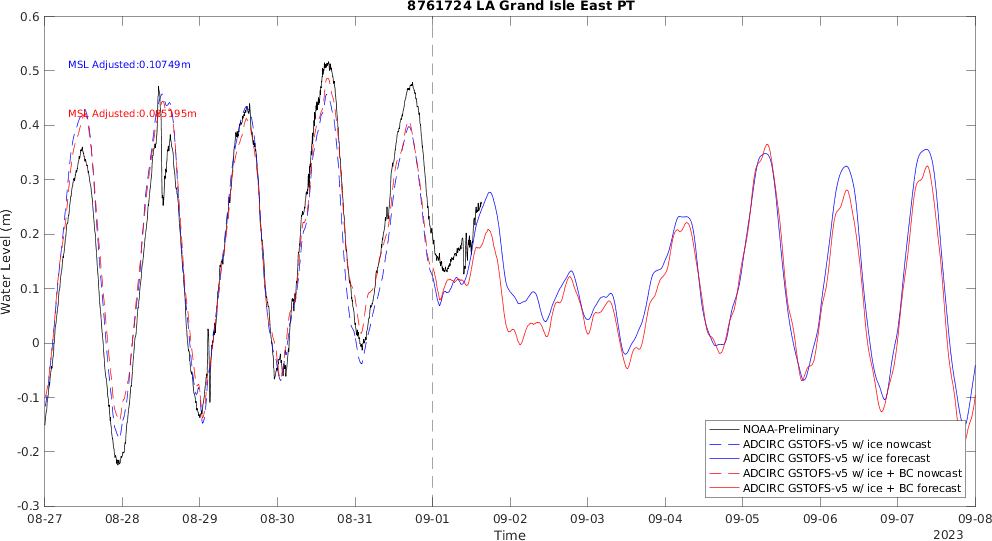 8761724 LA Grand Isle East PT
0.6
0.5
0.4
0.3
0.2
0.1
0
-0.1
-0.2
-0.3
Water Level (m)
MSL Adjusted:0.10749m
MSL Adjusted:0.085195m
NOAA-Preliminary
ADCIRC GSTOFS-v5 w/ ice nowcast
ADCIRC GSTOFS-v5 w/ ice forecast
ADCIRC GSTOFS-v5 w/ ice + BC nowcast
ADCIRC GSTOFS-v5 w/ ice + BC forecast
08-27 08-28 08-29 08-30 08-31 09-01 09-02 09-03 09-04 09-05 09-06 09-07 09-08
Time
2023